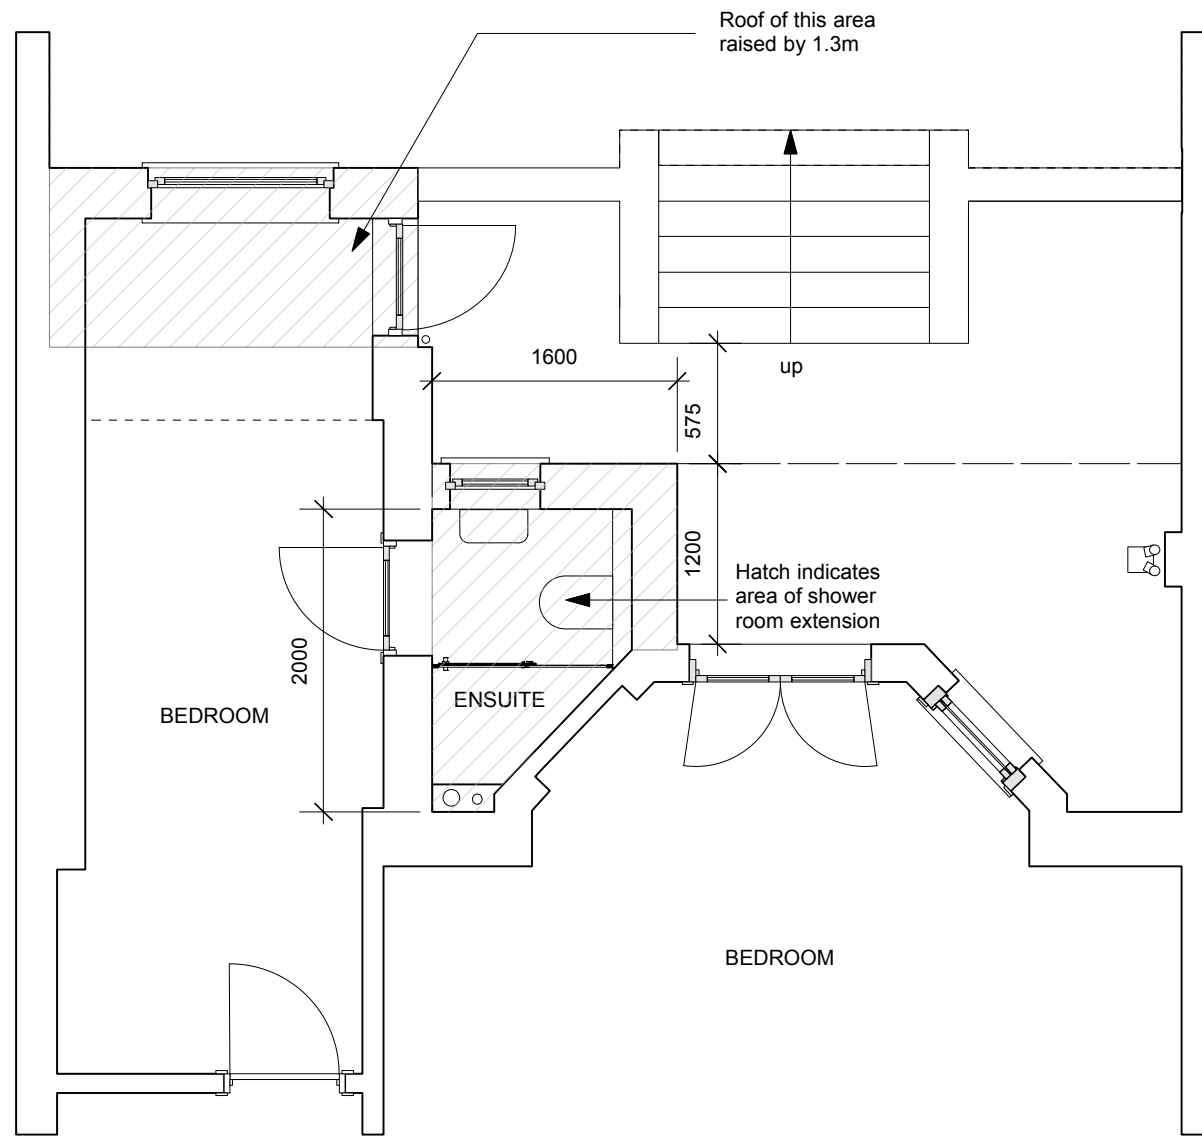 Roof of this area
raised by 1.3m
1600
up
575
1200
Hatch indicates
area of shower
room extension
2000
ENSUITE
BEDROOM
BEDROOM